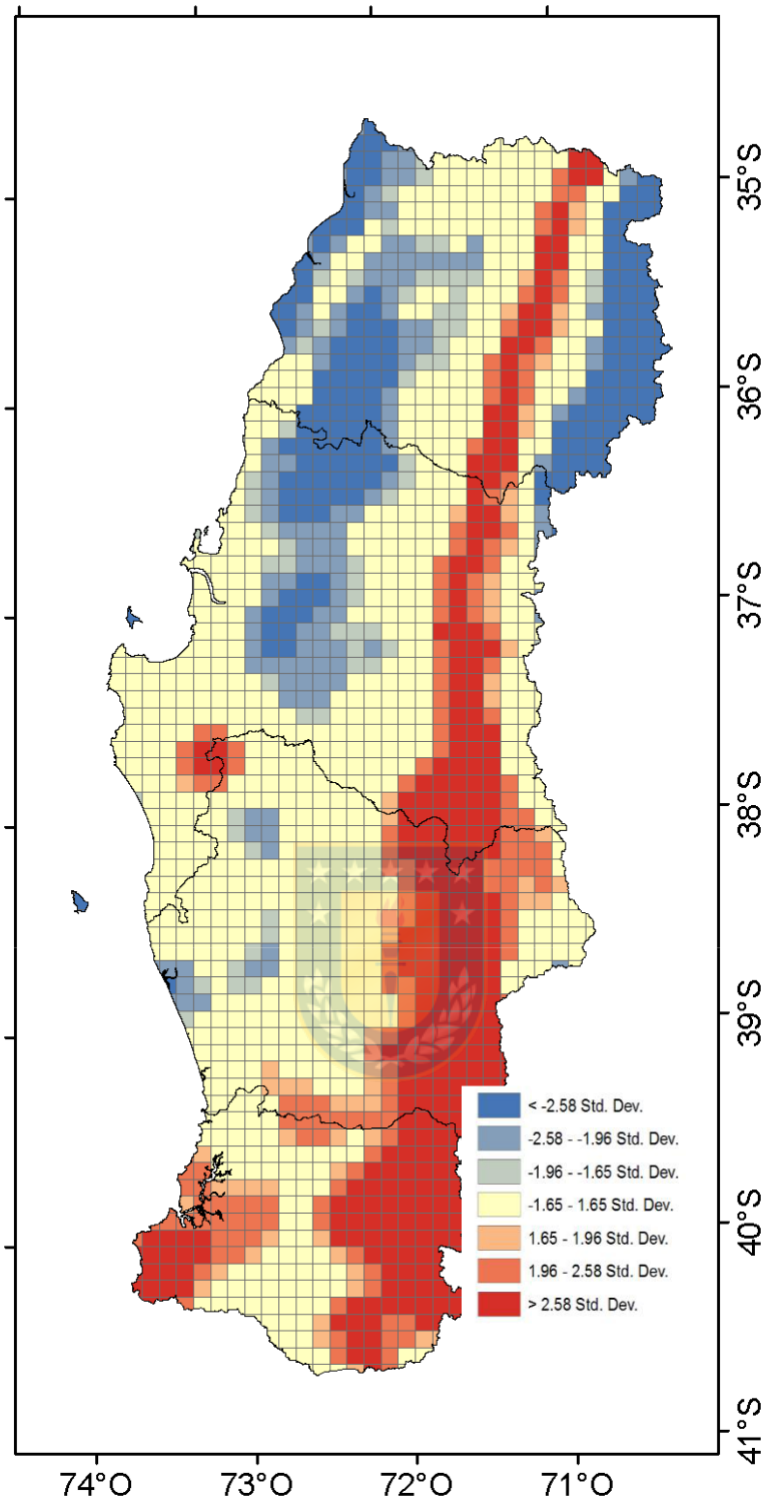 35°S
36°S
37°S
38°S
39°S
40°S
41°S
< -2.58 Std. Dev.
-2.58 - -1.96 Std. Dev.
-1.96 - -1.65 Std. Dev.
-1.65 - 1.65 Std. Dev.
1.65 - 1.96 Std. Dev.
1.96 - 2.58 Std. Dev.
> 2.58 Std. Dev.
74°O 73°O 72°O 71°O